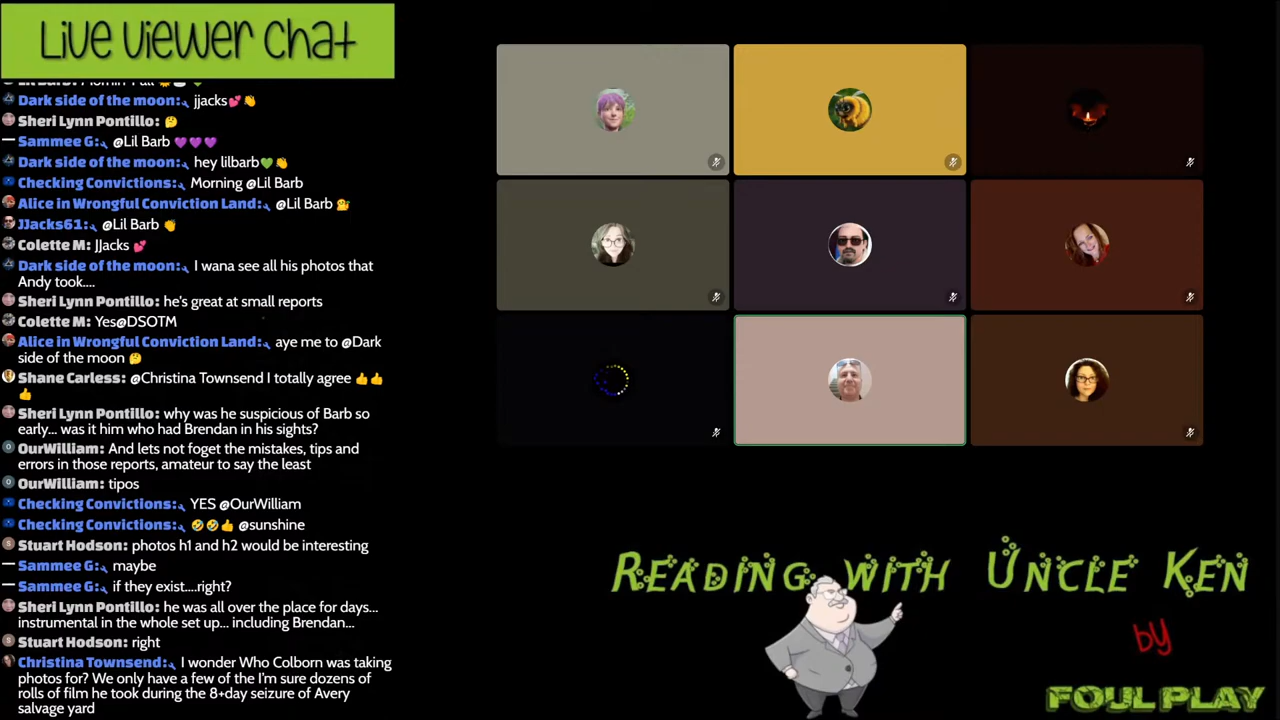 Live Viewer Chat
Dark side of the moon: jjacks💕👏
Sheri Lynn Pontillo: 🤔
Sammee G: @Lil Barb 💜💜💜
Dark side of the moon: hey lilbarb💚👏
Checking Convictions: Morning @Lil Barb
Alice in Wrongful Conviction Land: @Lil Barb 💁
JJacks61: @Lil Barb 👏
Colette M: JJacks 💕
Dark side of the moon: I wana see all his photos that
Andy took....
Sheri Lynn Pontillo: he's great at small reports
Colette M: Yes@DSOTM
Alice in Wrongful Conviction Land: aye me to @Dark
side of the moon 🤔
Shane Carless: @Christina Townsend I totally agree 👍👍
👍
Sheri Lynn Pontillo: why was he suspicious of Barb so
early... was it him who had Brendan in his sights?
OurWilliam: And lets not foget the mistakes, tips and
errors in those reports, amateur to say the least
OurWilliam: tipos
Checking Convictions: YES @OurWilliam
Checking Convictions: 🤣🤣👍 @sunshine
Stuart Hodson: photos h1 and h2 would be interesting
Sammee G: maybe
Sammee G: if they exist....right?
Sheri Lynn Pontillo: he was all over the place for days...
instrumental in the whole set up... including Brendan...
Stuart Hodson: right
Christina Townsend: I wonder Who Colborn was taking
photos for? We only have a few of the I'm sure dozens of
rolls of film he took during the 8+day seizure of Avery
salvage yard
Reading with Uncle Ken
by
FOUL PLAY